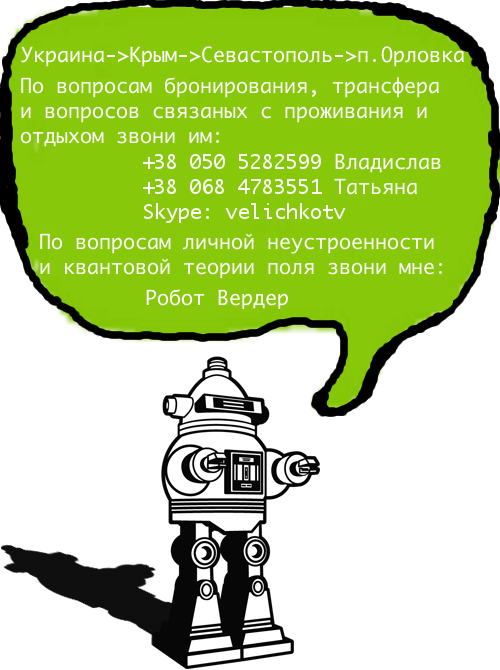 Украина->Крым->Севастополь->п.Орловка
По вопросам бронирования, трансфера
и вопросов связаных с проживания и
отдыхом звони им:
+38 050 5282599 Владислав
+38 068 4783551 Татьяна
Skype: velichkotv
По вопросам личной неустроенности
и квантовой теории поля звони мне:
Робот Вердер